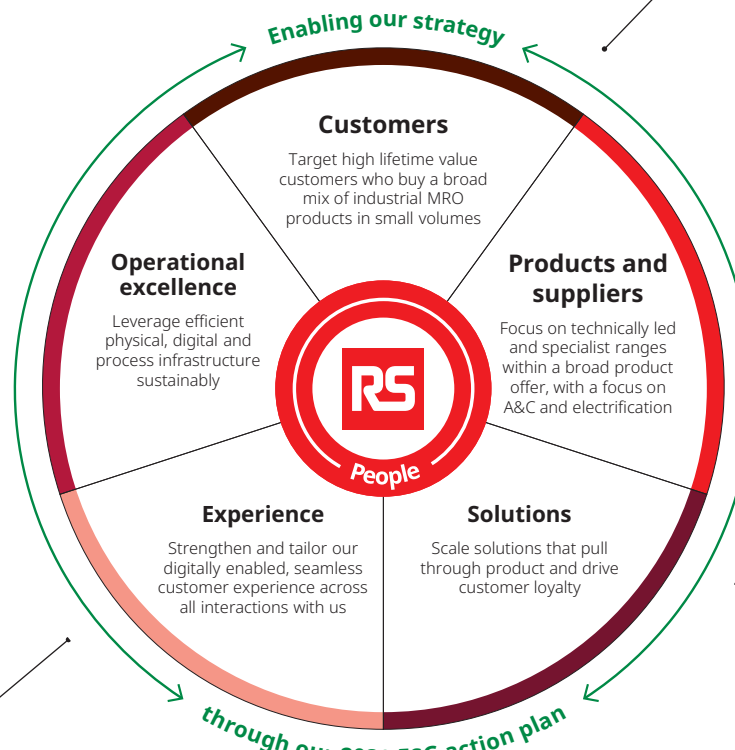 Enabling our strategy
Customers
Target high lifetime value
customers who buy a broad
mix of industrial MRO
products in small volumes
Products and
suppliers
Focus on technically led
and specialist ranges
within a broad product
offer, with a focus on
A&C and electrification
Solutions
Scale solutions that pull
through product and drive
customer loyalty
Experience
Strengthen and tailor our
digitally enabled, seamless
customer experience across
all interactions with us
Operational
excellence
Leverage efficient
physical, digital and
process infrastructure
sustainably
RS
People
through our action plan